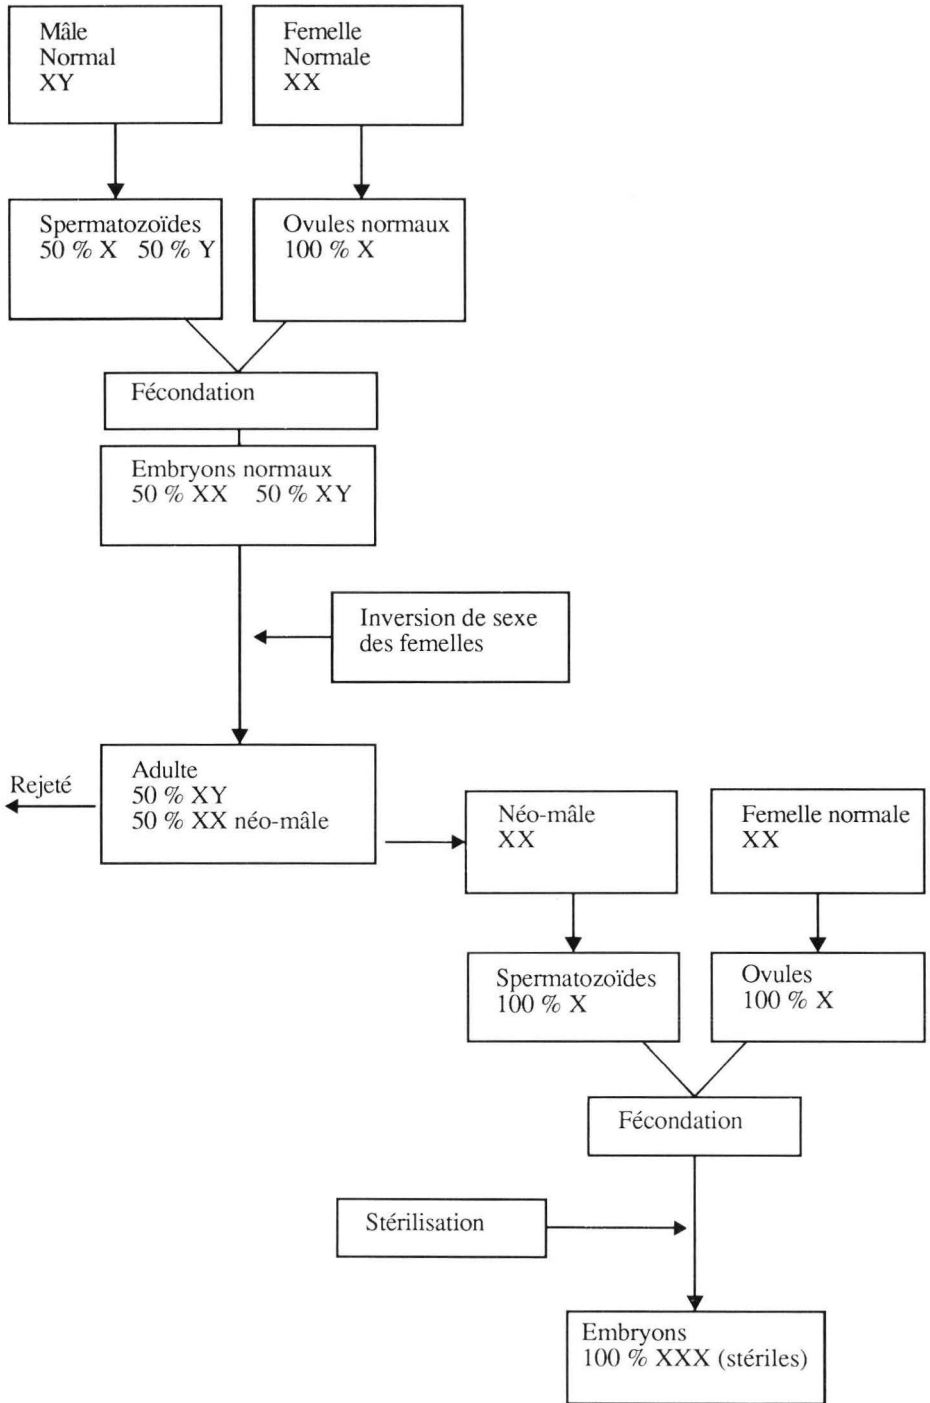 Mâle
Normal
XY
Femelle
Normale
XX
Spermatozoïdes
50 % X 50 % Y
Ovules normaux
100 % X
Fécondation
Embryons normaux
50 % XX 50 % XY
Inversion de sexe
des femelles
Rejeté
Adulte
50 % XY
50 % XX néo-mâle
Néo-mâle
XX
Femelle normale
XX
Spermatozoïdes
100 % X
Ovules
100 % X
Fécondation
Stérilisation
Embryons
100 % XXX (stériles)